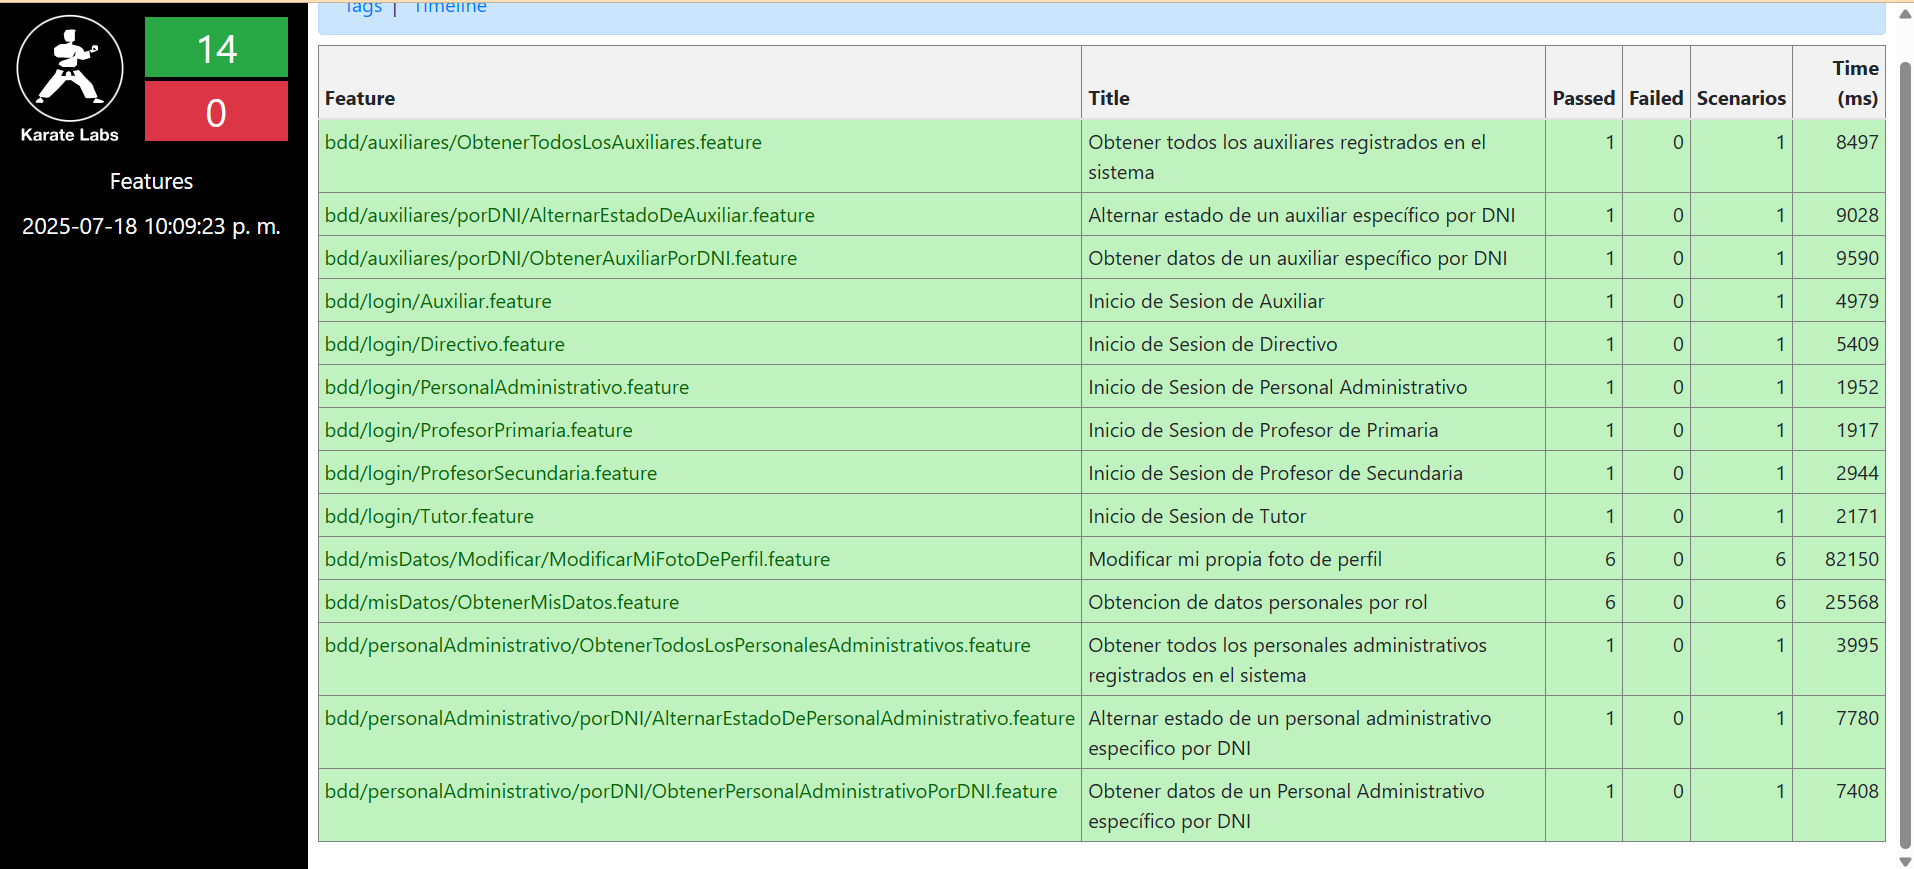 14
0
Karate Labs
Features
2025-07-18 10:09:23 p. m.
Tags | Timeline
Feature Title Passed Failed Scenarios Time (ms)
bdd/auxiliares/ObtenerTodosLosAuxiliares.feature Obtener todos los auxiliares registrados en el sistema 1 0 1 8497
bdd/auxiliares/porDNI/AlternarEstadoDeAuxiliar.feature Alternar estado de un auxiliar específico por DNI 1 0 1 9028
bdd/auxiliares/porDNI/ObtenerAuxiliarPorDNI.feature Obtener datos de un auxiliar específico por DNI 1 0 1 9590
bdd/login/Auxiliar.feature Inicio de Sesion de Auxiliar 1 0 1 4979
bdd/login/Directivo.feature Inicio de Sesion de Directivo 1 0 1 5409
bdd/login/PersonalAdministrativo.feature Inicio de Sesion de Personal Administrativo 1 0 1 1952
bdd/login/ProfesorPrimaria.feature Inicio de Sesion de Profesor de Primaria 1 0 1 1917
bdd/login/ProfesorSecundaria.feature Inicio de Sesion de Profesor de Secundaria 1 0 1 2944
bdd/login/Tutor.feature Inicio de Sesion de Tutor 1 0 1 2171
bdd/misDatos/Modificar/ModificarMiFotoDePerfil.feature Modificar mi propia foto de perfil 6 0 6 82150
bdd/misDatos/ObtenerMisDatos.feature Obtencion de datos personales por rol 6 0 6 25568
bdd/personalAdministrativo/ObtenerTodosLosPersonalesAdministrativos.feature Obtener todos los personales administrativos registrados en el sistema 1 0 1 3995
bdd/personalAdministrativo/porDNI/AlternarEstadoDePersonalAdministrativo.feature Alternar estado de un personal administrativo especifico por DNI 1 0 1 7780
bdd/personalAdministrativo/porDNI/ObtenerPersonalAdministrativoPorDNI.feature Obtener datos de un Personal Administrativo específico por DNI 1 0 1 7408